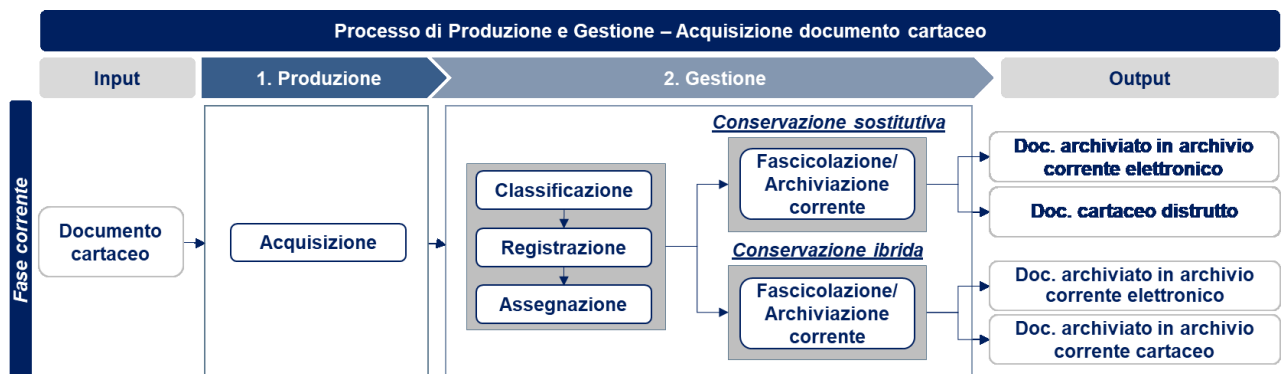 Processo di Produzione e Gestione – Acquisizione documento cartaceo
Input
1. Produzione
2. Gestione
Output
Fase corrente
Documento
cartaceo
Acquisizione
Classificazione
Registrazione
Assegnazione
Conservazione sostitutiva
Fascicolazione/
Archiviazione
corrente
Conservazione ibrida
Fascicolazione/
Archiviazione
corrente
Doc. archiviato in archivio
corrente elettronico
Doc. cartaceo distrutto
Doc. archiviato in archivio
corrente elettronico
Doc. archiviato in archivio
corrente cartaceo